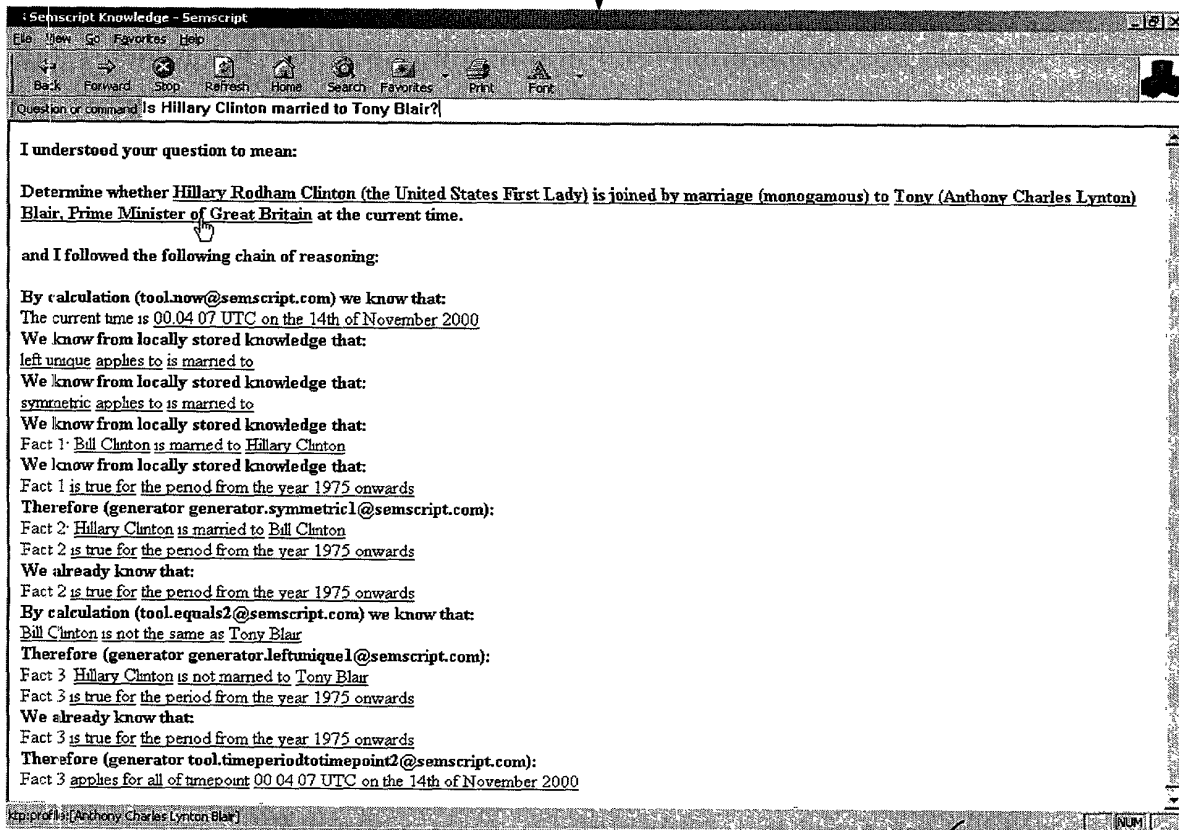 Semscript Knowledge - Semscript
File View Go Favorites Help
Back Forward Stop Refresh Home Search Favorites Print Font
Question or command Is Hillary Clinton married to Tony Blair?
I understood your question to mean:
Determine whether Hillary Rodham Clinton (the United States First Lady) is joined by marriage (monogamous) to Tony (Anthony Charles Lynton)
Blair, Prime Minister of Great Britain at the current time.
and I followed the following chain of reasoning:
By calculation (tool.now@semscript.com) we know that:
The current time is 00.04 07 UTC on the 14th of November 2000
We know from locally stored knowledge that:
left unique applies to is married to
We know from locally stored knowledge that:
symmetric applies to is married to
We know from locally stored knowledge that:
Fact 1: Bill Clinton is married to Hillary Clinton
We know from locally stored knowledge that:
Fact 1 is true for the period from the year 1975 onwards
Therefore (generator generator.symmetric1@semscript.com):
Fact 2: Hillary Clinton is married to Bill Clinton
Fact 2 is true for the period from the year 1975 onwards
We already know that:
Fact 2 is true for the period from the year 1975 onwards
By calculation (tool.equals2@semscript.com) we know that:
Bill Clinton is not the same as Tony Blair
Therefore (generator generator.leftunique1@semscript.com):
Fact 3 Hillary Clinton is not married to Tony Blair
Fact 3 is true for the period from the year 1975 onwards
We already know that:
Fact 3 is true for the period from the year 1975 onwards
Therefore (generator tool.timeperiodtotimepoint2@semscript.com):
Fact 3 applies for all of timepoint 00 04 07 UTC on the 14th of November 2000
ktp:profile:[Anthony Charles Lynton Blair] NUM